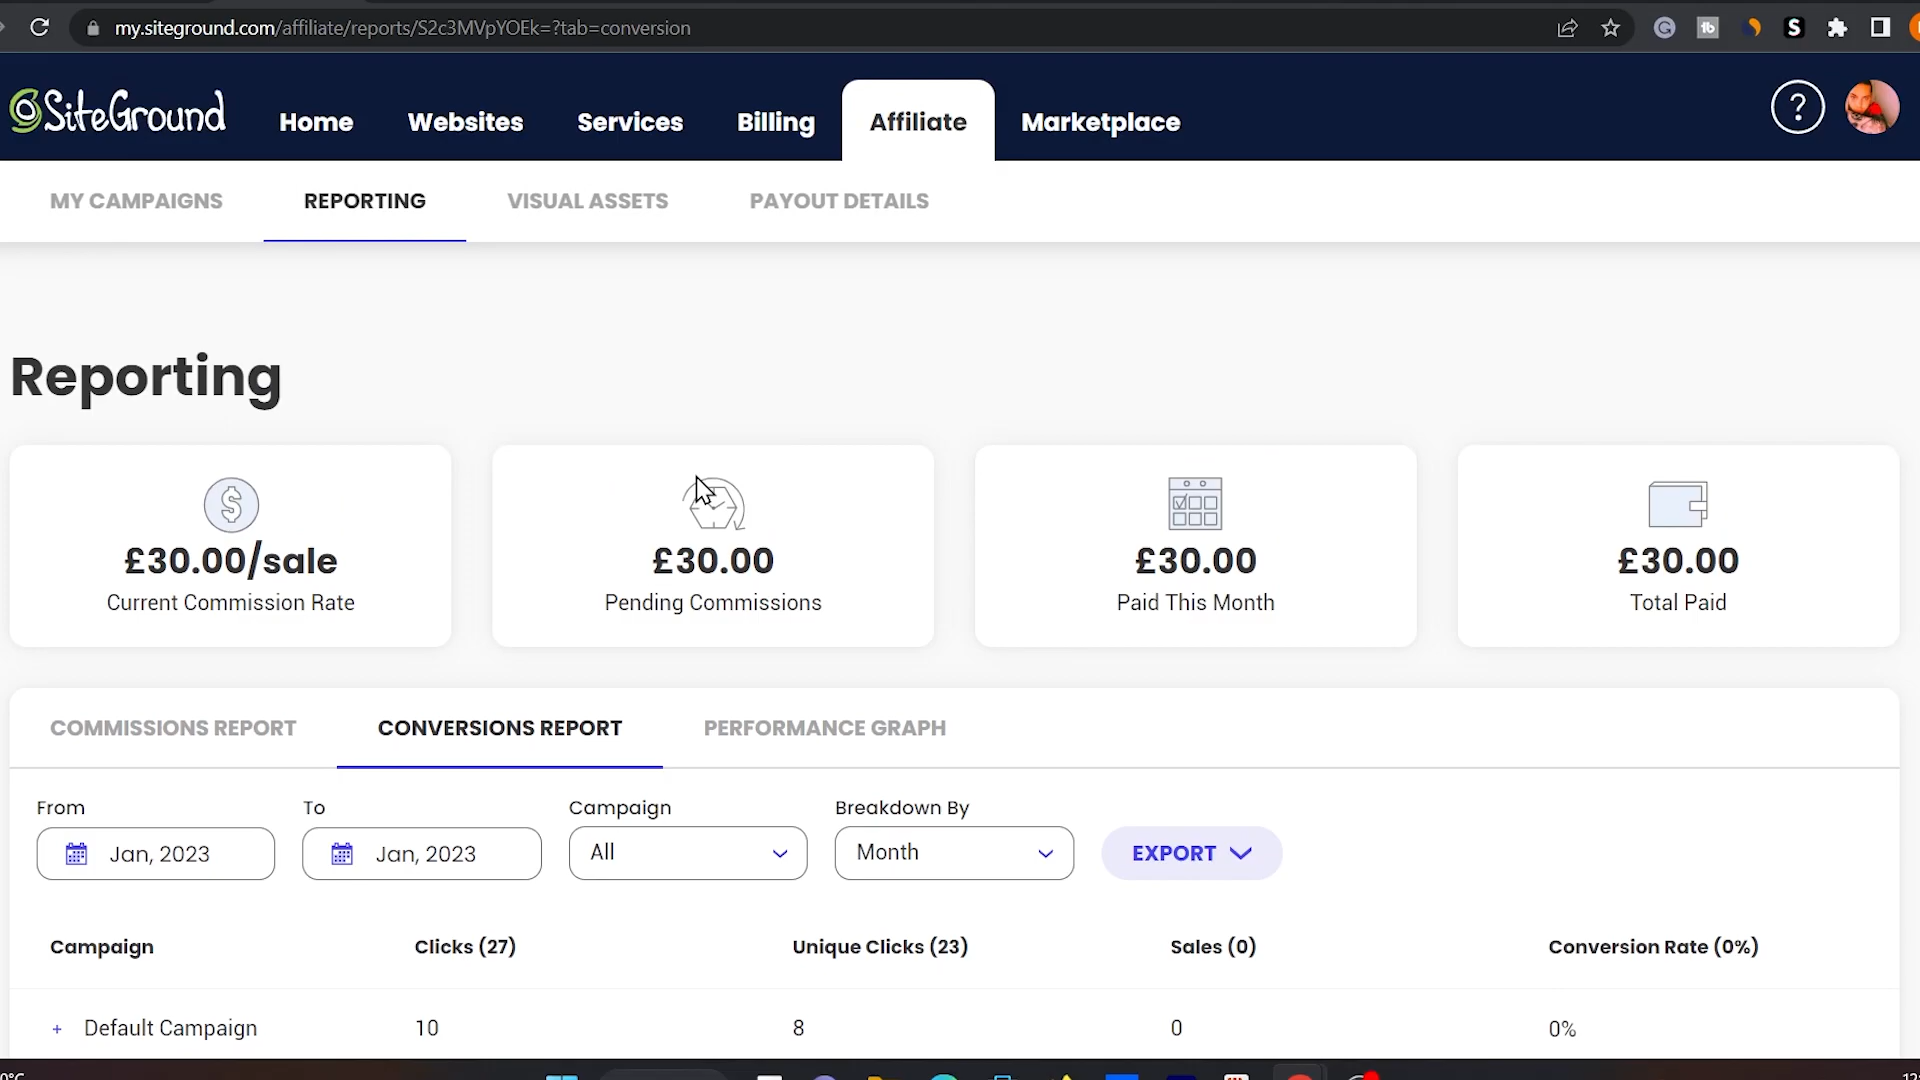 my.siteground.com/affiliate/reports/S2c3MVpYOEk=?tab=conversion
SiteGround
Home Websites Services Billing Affiliate Marketplace
?
MY CAMPAIGNS REPORTING VISUAL ASSETS PAYOUT DETAILS
Reporting
£30.00/sale
Current Commission Rate
£30.00
Pending Commissions
£30.00
Paid This Month
£30.00
Total Paid
COMMISSIONS REPORT CONVERSIONS REPORT PERFORMANCE GRAPH
From To Campaign Breakdown By
Jan, 2023 Jan, 2023 All Month EXPORT
Campaign Clicks (27) Unique Clicks (23) Sales (0) Conversion Rate (0%)
+ Default Campaign 10 8 0 0%